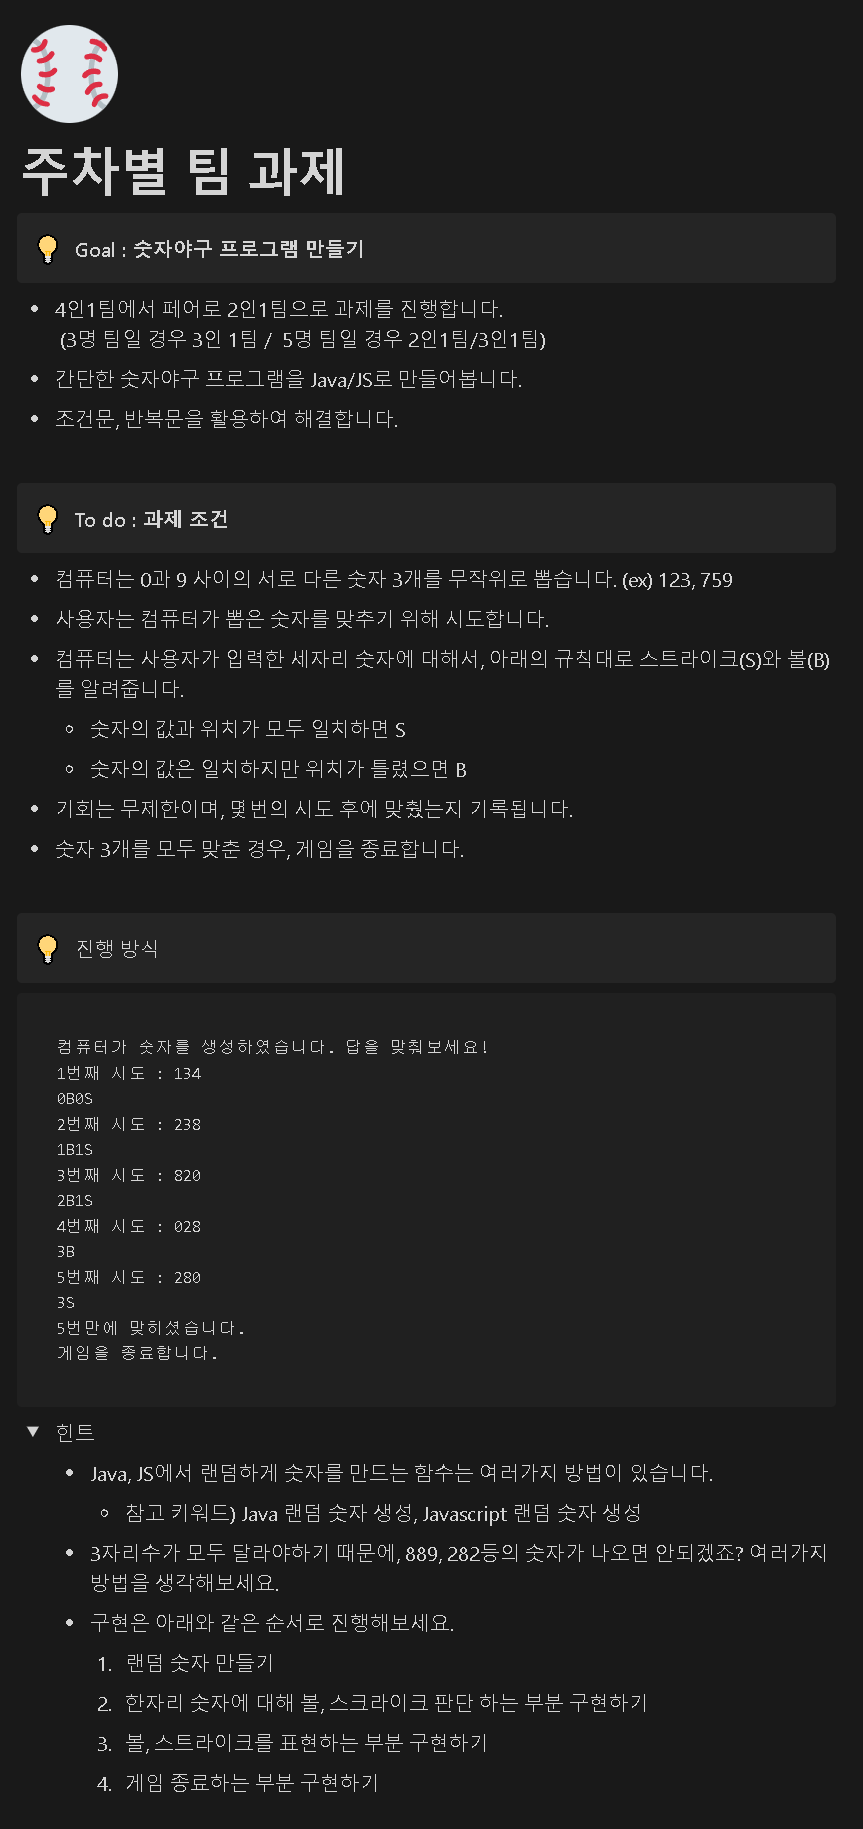 주차별 팀 과제
Goal : 숫자야구 프로그램 만들기
• 4인1팀에서 페어로 2인1팀으로 과제를 진행합니다.
(3명 팀일 경우 3인 1팀 / 5명 팀일 경우 2인1팀/3인1팀)
• 간단한 숫자야구 프로그램을 Java/JS로 만들어봅니다.
• 조건문, 반복문을 활용하여 해결합니다.
To do : 과제 조건
• 컴퓨터는 0과 9 사이의 서로 다른 숫자 3개를 무작위로 뽑습니다. (ex) 123, 759
• 사용자는 컴퓨터가 뽑은 숫자를 맞추기 위해 시도합니다.
• 컴퓨터는 사용자가 입력한 세자리 숫자에 대해서, 아래의 규칙대로 스트라이크(S)와 볼(B)
를 알려줍니다.
◦ 숫자의 값과 위치가 모두 일치하면 S
◦ 숫자의 값은 일치하지만 위치가 틀렸으면 B
• 기회는 무제한이며, 몇번의 시도 후에 맞췄는지 기록됩니다.
• 숫자 3개를 모두 맞춘 경우, 게임을 종료합니다.
진행 방식
컴퓨터가 숫자를 생성하였습니다. 답을 맞춰보세요!
1번째 시도 : 134
0B0S
2번째 시도 : 238
1B1S
3번째 시도 : 820
2B1S
4번째 시도 : 028
3B
5번째 시도 : 280
3S
5번만에 맞히셨습니다.
게임을 종료합니다.
▼ 힌트
• Java, JS에서 랜덤하게 숫자를 만드는 함수는 여러가지 방법이 있습니다.
◦ 참고 키워드) Java 랜덤 숫자 생성, Javascript 랜덤 숫자 생성
• 3자리수가 모두 달라야하기 때문에, 889, 282등의 숫자가 나오면 안되겠죠? 여러가지
방법을 생각해보세요.
• 구현은 아래와 같은 순서로 진행해보세요.
1. 랜덤 숫자 만들기
2. 한자리 숫자에 대해 볼, 스크라이크 판단 하는 부분 구현하기
3. 볼, 스트라이크를 표현하는 부분 구현하기
4. 게임 종료하는 부분 구현하기